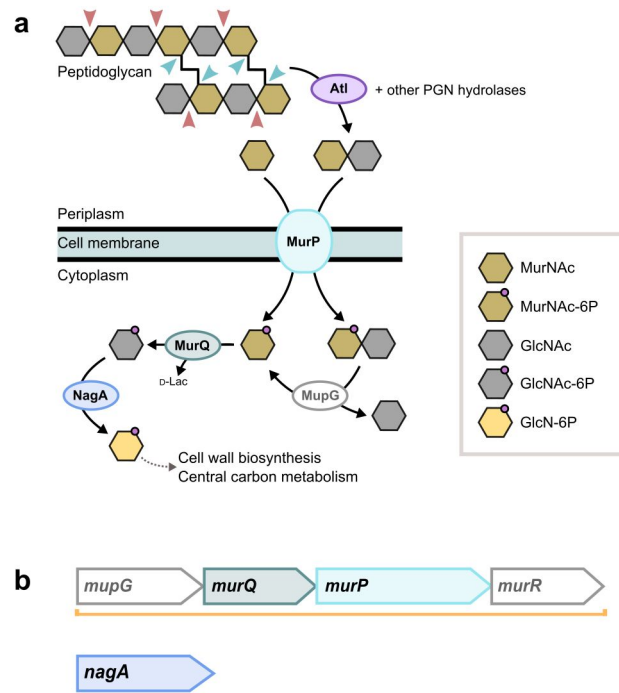 a
Peptidoglycan
Atl
+ other PGN hydrolases
Periplasm
Cell membrane
MurP
Cytoplasm
MurNAc
MurNAc-6P
GlcNAc
GlcNAc-6P
GlcN-6P
MurQ
D-Lac
NagA
MupG
Cell wall biosynthesis
Central carbon metabolism
b
mupG
murQ
murP
murR
nagA